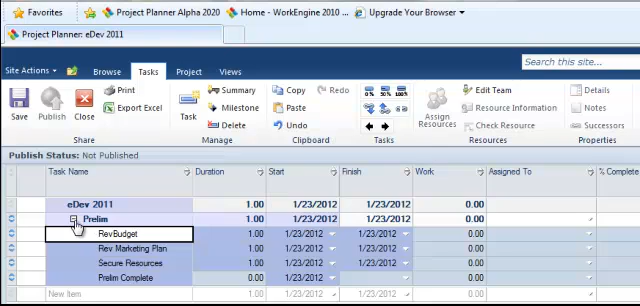 Favorites Project Planner Alpha 2020 Home - WorkEngine 2010 ... Upgrade Your Browser
Project Planner: eDev 2011
Search this site...
Site Actions Browse Tasks Project Views
Save Publish Close Print Export Excel
Share
Task Summary Milestone Delete
Manage
Copy Paste Undo Redo
Clipboard
0% 50% 100%
Tasks
Assign Resources Edit Team Resource Information Check Resource
Resources
Details Notes Successors
Properties
Publish Status: Not Published
Task Name Duration Start Finish Work Assigned To % Complete
eDev 2011 1.00 1/23/2012 1/23/2012 0.00
Prelim 1.00 1/23/2012 1/23/2012 0.00
RevBudget 1.00 1/23/2012 1/23/2012 0.00
Rev Marketing Plan 1.00 1/23/2012 1/23/2012 0.00
Secure Resources 1.00 1/23/2012 1/23/2012 0.00
Prelim Complete 0.00 1/23/2012 1/23/2012 0.00
New Item 1.00 1/23/2012 1/23/2012 0.00